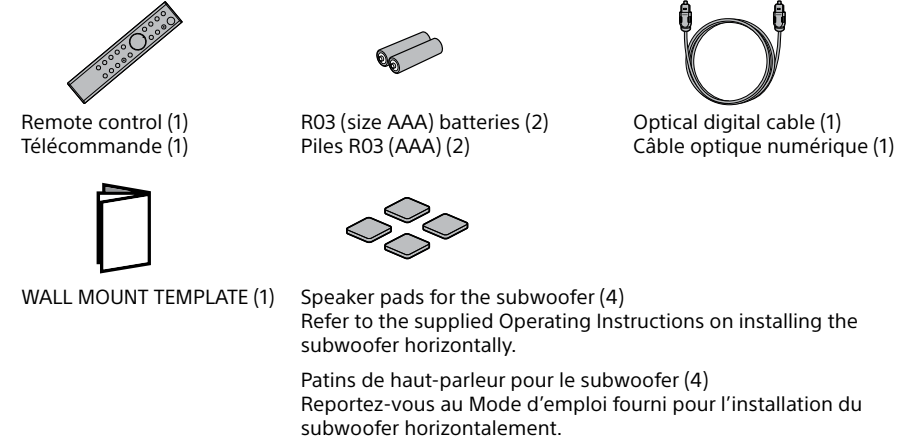 Remote control (1)
Télécommande (1)
R03 (size AAA) batteries (2)
Piles R03 (AAA) (2)
Optical digital cable (1)
Câble optique numérique (1)
WALL MOUNT TEMPLATE (1)
Speaker pads for the subwoofer (4)
Refer to the supplied Operating Instructions on installing the
subwoofer horizontally.
Patins de haut-parleur pour le subwoofer (4)
Reportez-vous au Mode d’emploi fourni pour l’installation du
subwoofer horizontalement.